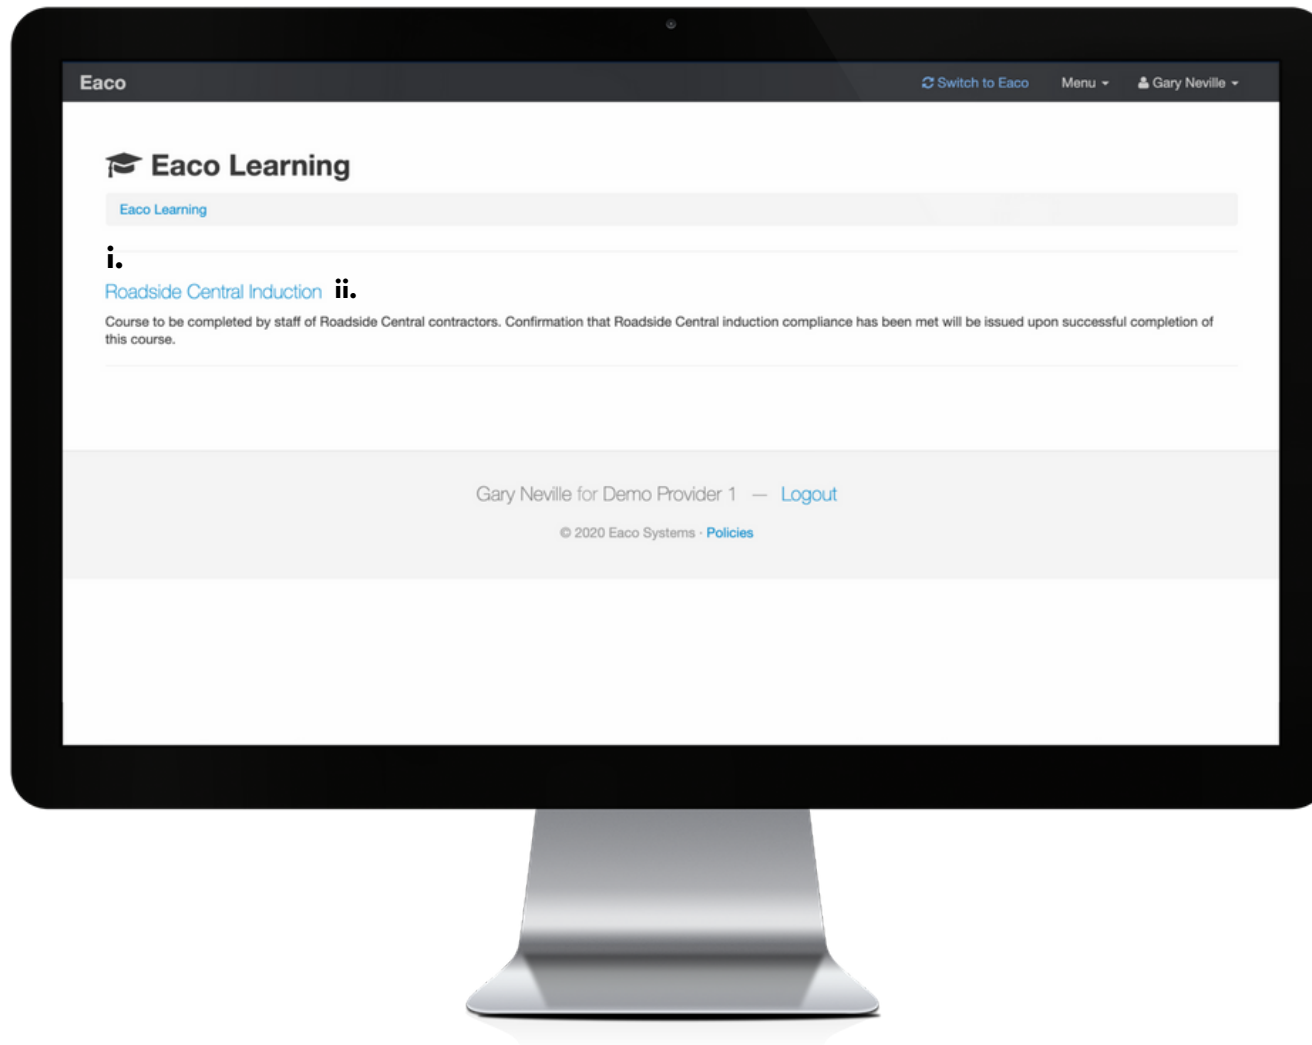 Eaco Switch to Eaco Menu Gary Neville
Eaco Learning
Eaco Learning
i.
Roadside Central Induction ii.
Course to be completed by staff of Roadside Central contractors. Confirmation that Roadside Central induction compliance has been met will be issued upon successful completion of
this course.
Gary Neville for Demo Provider 1 — Logout
© 2020 Eaco Systems · Policies